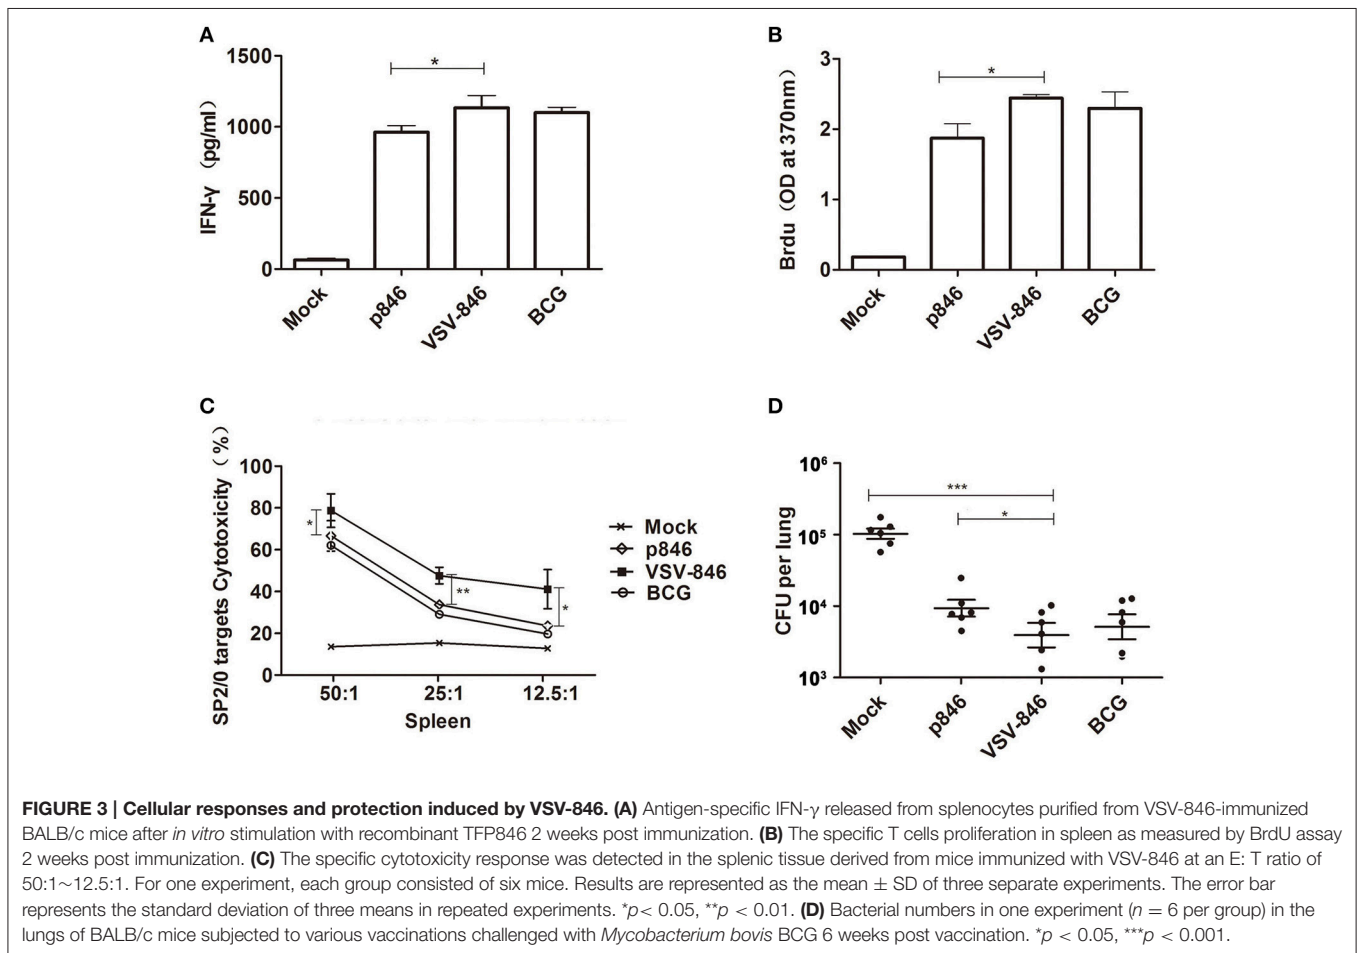 A
1500
1000
500
0
IFN-γ (pg/ml)
*
Mock
p846
VSV-846
BCG
B
3
2
1
0
Brdu (OD at 370nm)
*
Mock
p846
VSV-846
BCG
C
100
80
60
40
20
0
SP2/0 targets Cytotoxicity (%)
*
**
*
50:1
25:1
12.5:1
Spleen
Mock
p846
VSV-846
BCG
D
10⁶
10⁵
10⁴
10³
CFU per lung
***
*
Mock
p846
VSV-846
BCG
FIGURE 3 | Cellular responses and protection induced by VSV-846. (A) Antigen-specific IFN-γ released from splenocytes purified from VSV-846-immunized
BALB/c mice after in vitro stimulation with recombinant TFP846 2 weeks post immunization. (B) The specific T cells proliferation in spleen as measured by BrdU assay
2 weeks post immunization. (C) The specific cytotoxicity response was detected in the splenic tissue derived from mice immunized with VSV-846 at an E: T ratio of
50:1∼12.5:1. For one experiment, each group consisted of six mice. Results are represented as the mean ± SD of three separate experiments. The error bar
represents the standard deviation of three means in repeated experiments. *p< 0.05, **p < 0.01. (D) Bacterial numbers in one experiment (n = 6 per group) in the
lungs of BALB/c mice subjected to various vaccinations challenged with Mycobacterium bovis BCG 6 weeks post vaccination. *p < 0.05, ***p < 0.001.